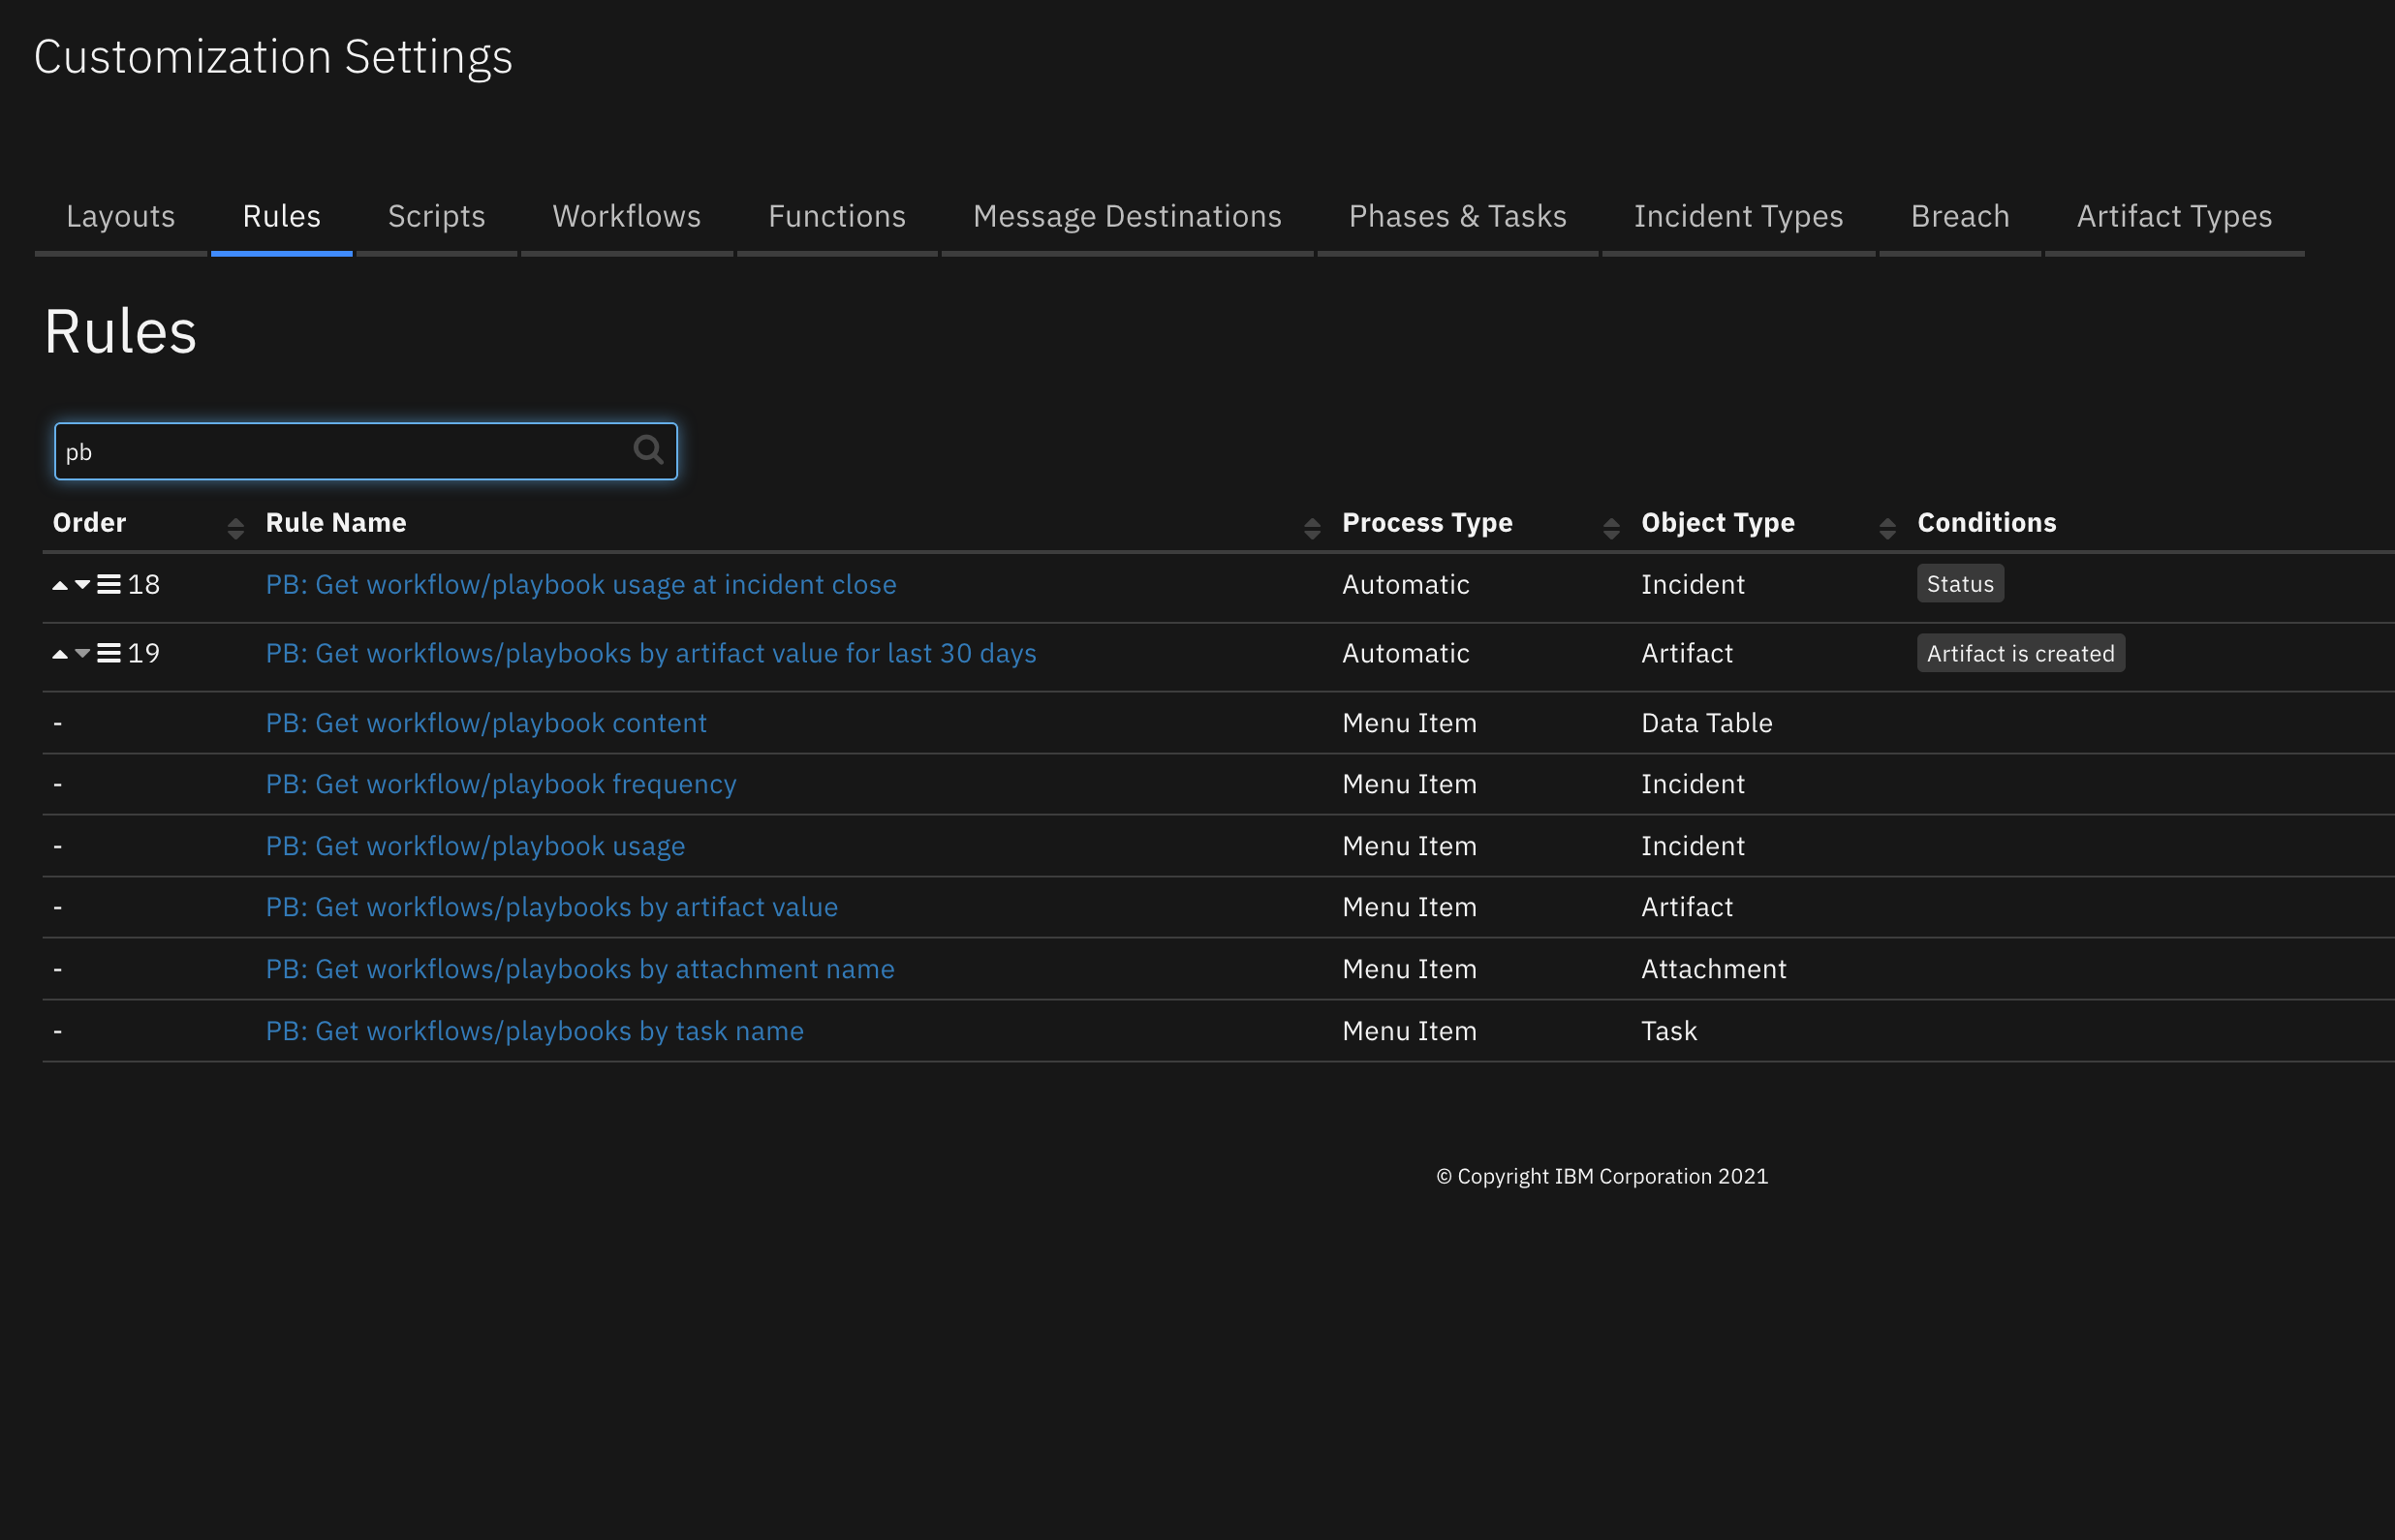 Customization Settings
Layouts Rules Scripts Workflows Functions Message Destinations Phases & Tasks Incident Types Breach Artifact Types
Rules
pb
Order Rule Name Process Type Object Type Conditions
18 PB: Get workflow/playbook usage at incident close Automatic Incident Status
19 PB: Get workflows/playbooks by artifact value for last 30 days Automatic Artifact Artifact is created
- PB: Get workflow/playbook content Menu Item Data Table
- PB: Get workflow/playbook frequency Menu Item Incident
- PB: Get workflow/playbook usage Menu Item Incident
- PB: Get workflows/playbooks by artifact value Menu Item Artifact
- PB: Get workflows/playbooks by attachment name Menu Item Attachment
- PB: Get workflows/playbooks by task name Menu Item Task
© Copyright IBM Corporation 2021